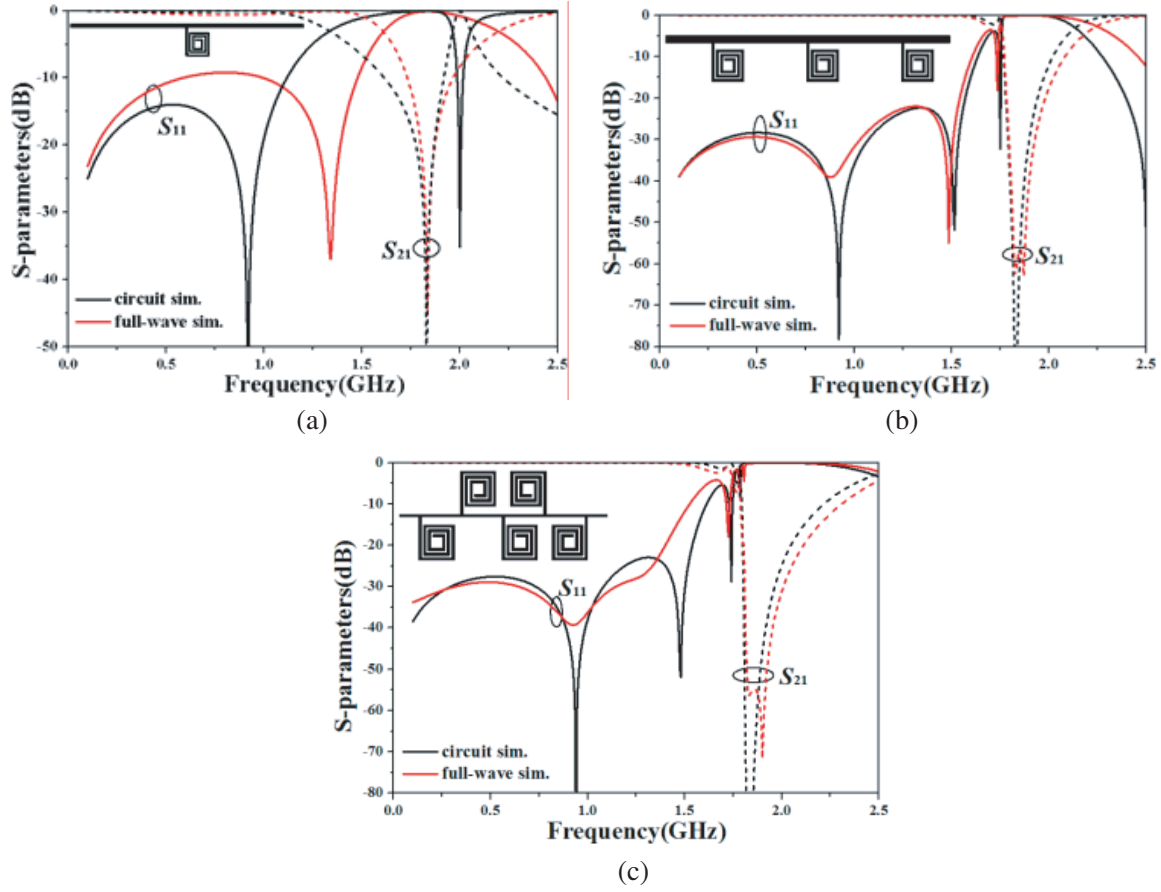 0
-10
-20
-30
-40
-50
S-parameters(dB)
S11
S21
circuit sim.
full-wave sim.
0.0 0.5 1.0 1.5 2.0 2.5
Frequency(GHz)
(a)
0
-10
-20
-30
-40
-50
-60
-70
-80
S-parameters(dB)
S11
S21
circuit sim.
full-wave sim.
0.0 0.5 1.0 1.5 2.0 2.5
Frequency(GHz)
(b)
0
-10
-20
-30
-40
-50
-60
-70
-80
S-parameters(dB)
S11
S21
circuit sim.
full-wave sim.
0.0 0.5 1.0 1.5 2.0 2.5
Frequency(GHz)
(c)